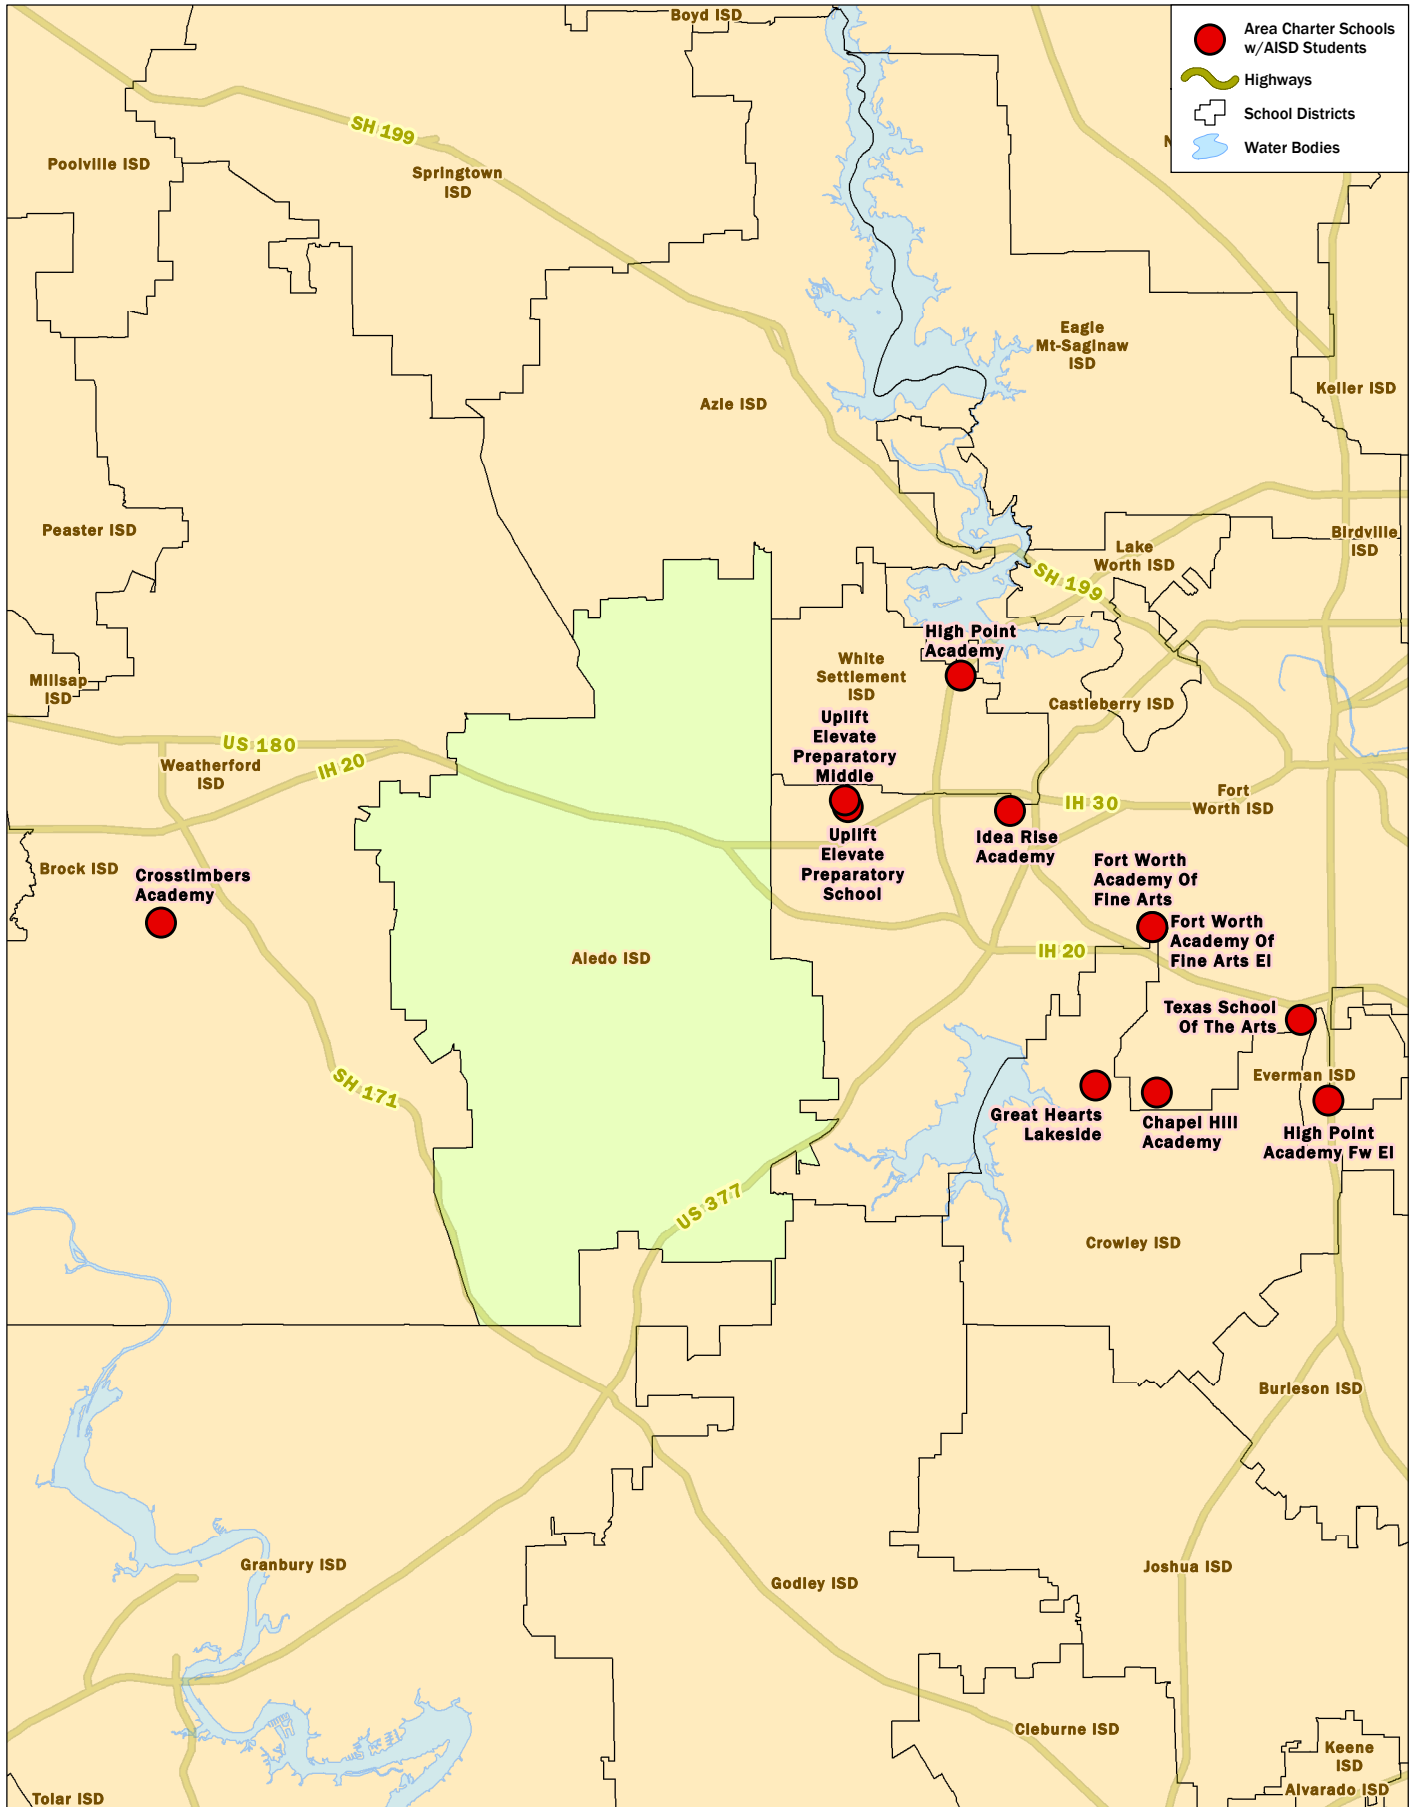 Boyd ISD
Area Charter Schools
w/AISD Students
Highways
School Districts
Water Bodies
N
SH 199
Poolville ISD
Springtown
ISD
Eagle
Mt-Saginaw
ISD
Keller ISD
Azle ISD
Peaster ISD
Birdville
ISD
Lake
Worth ISD
SH 199
High Point
Academy
White
Settlement
ISD
Millsap
ISD
Castleberry ISD
Uplift
Elevate
Preparatory
Middle
US 180
IH 20
Weatherford
ISD
IH 30
Fort
Worth ISD
Uplift
Elevate
Preparatory
School
Idea Rise
Academy
Brock ISD
Crosstimbers
Academy
Fort Worth
Academy Of
Fine Arts
Fort Worth
Academy Of
Fine Arts El
Aledo ISD
IH 20
Texas School
Of The Arts
SH 171
Everman ISD
Great Hearts
Lakeside
Chapel Hill
Academy
High Point
Academy Fw El
US 377
Crowley ISD
Burleson ISD
Granbury ISD
Godley ISD
Joshua ISD
Cleburne ISD
Keene
ISD
Alvarado ISD
Tolar ISD